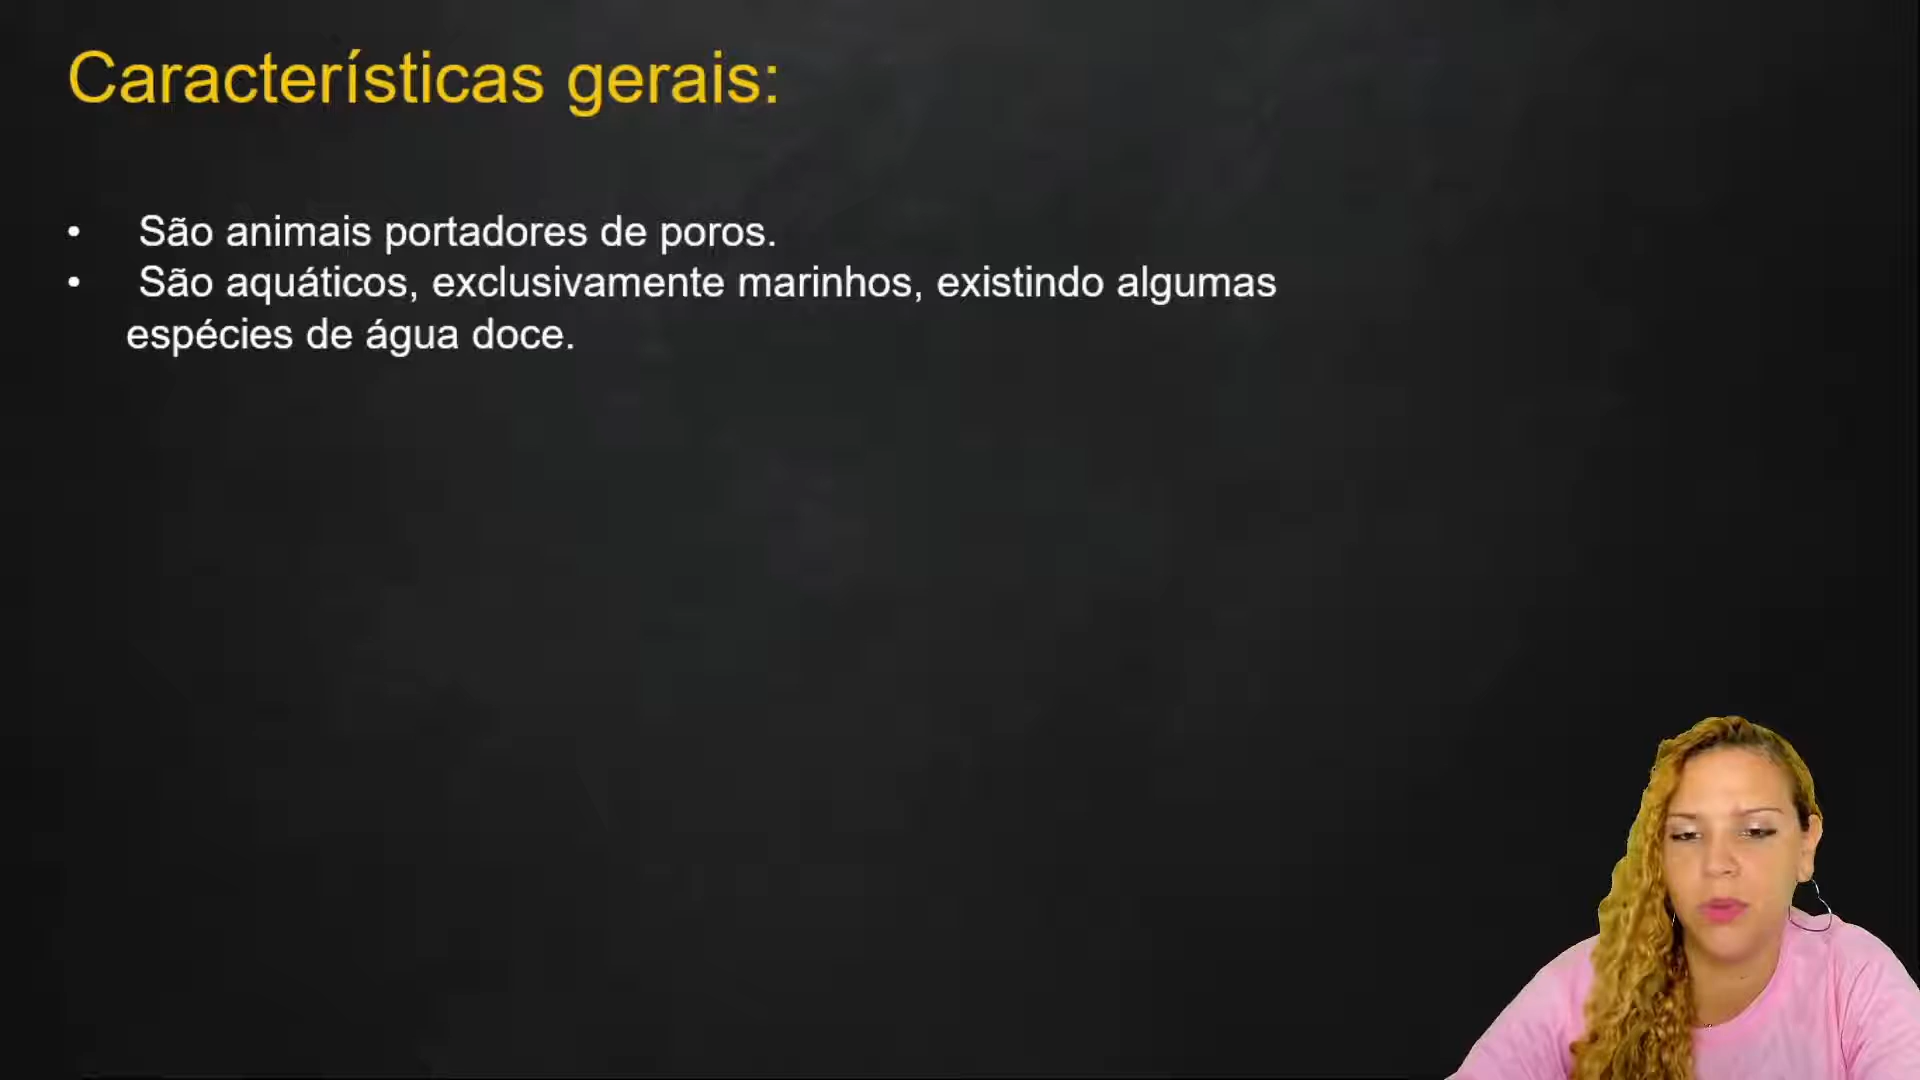 Características gerais:
• São animais portadores de poros.
• São aquáticos, exclusivamente marinhos, existindo algumas
espécies de água doce.